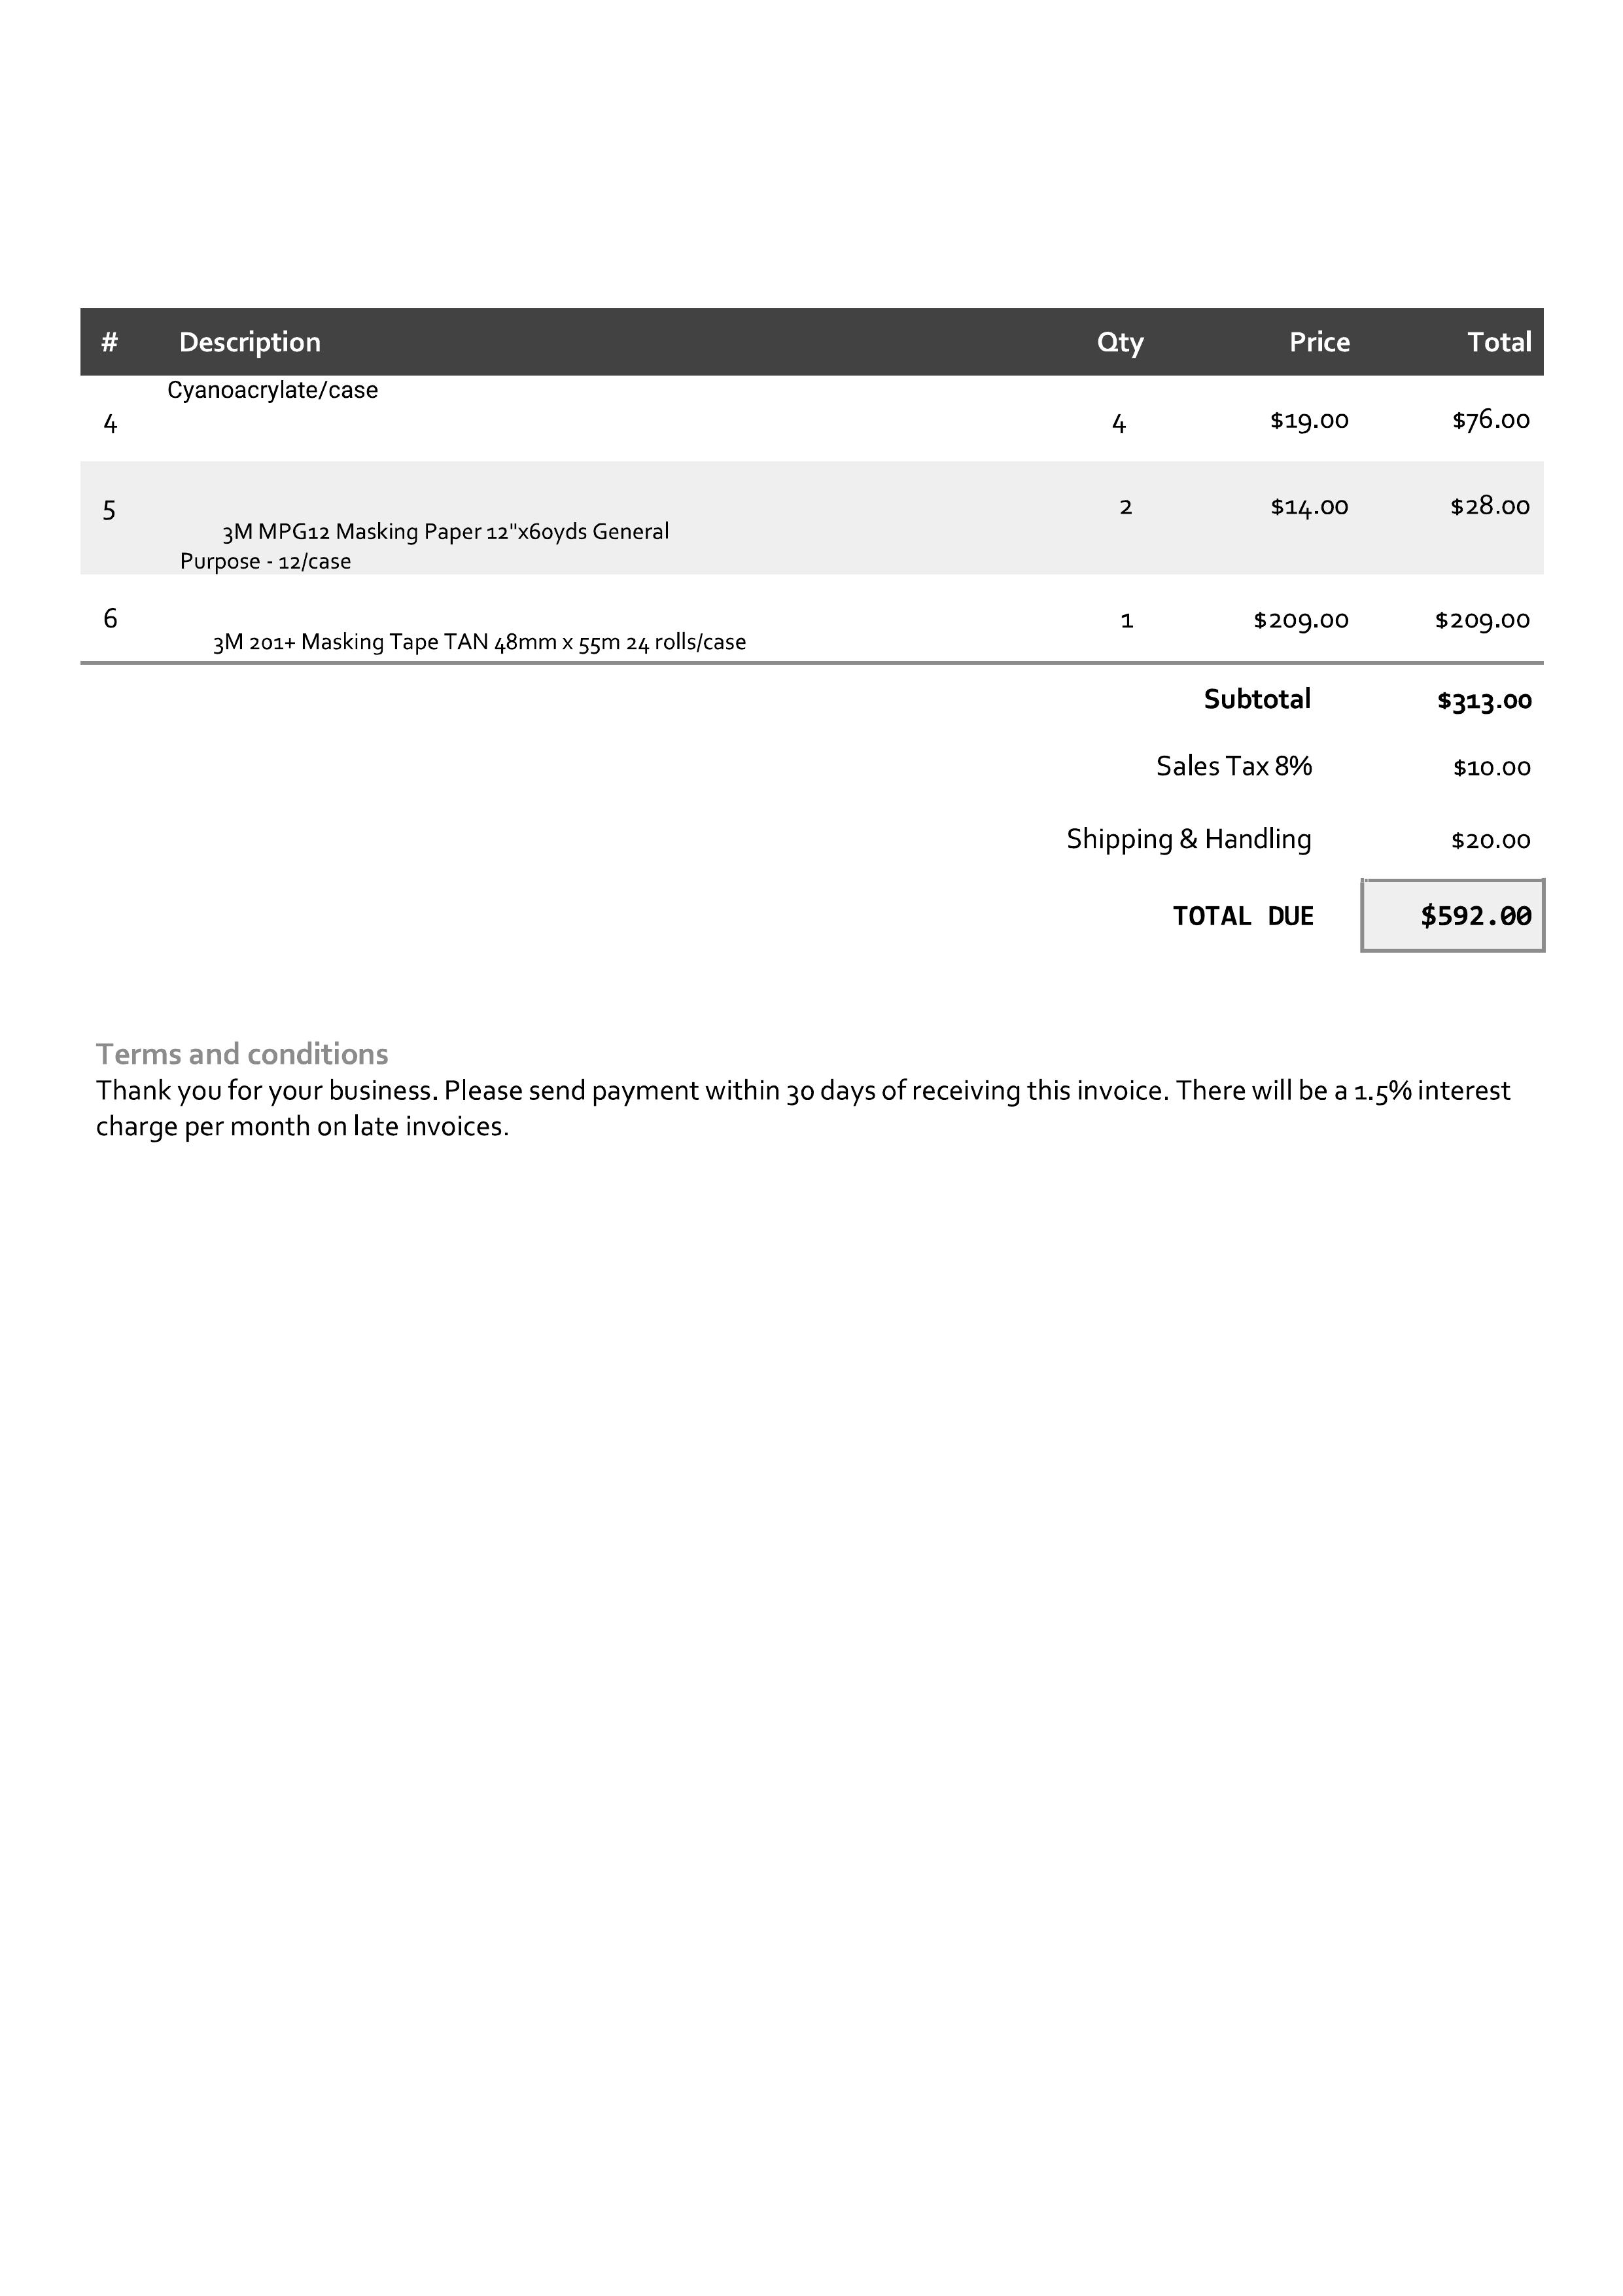 # Description Qty Price Total
Cyanoacrylate/case
4 4 $19.00 $76.00
5 2 $14.00 $28.00
3M MPG12 Masking Paper 12"x60yds General
Purpose - 12/case
6 1 $209.00 $209.00
3M 201+ Masking Tape TAN 48mm x 55m 24 rolls/case
Subtotal $313.00
Sales Tax 8% $10.00
Shipping & Handling $20.00
TOTAL DUE $592.00
Terms and conditions
Thank you for your business. Please send payment within 30 days of receiving this invoice. There will be a 1.5% interest
charge per month on late invoices.